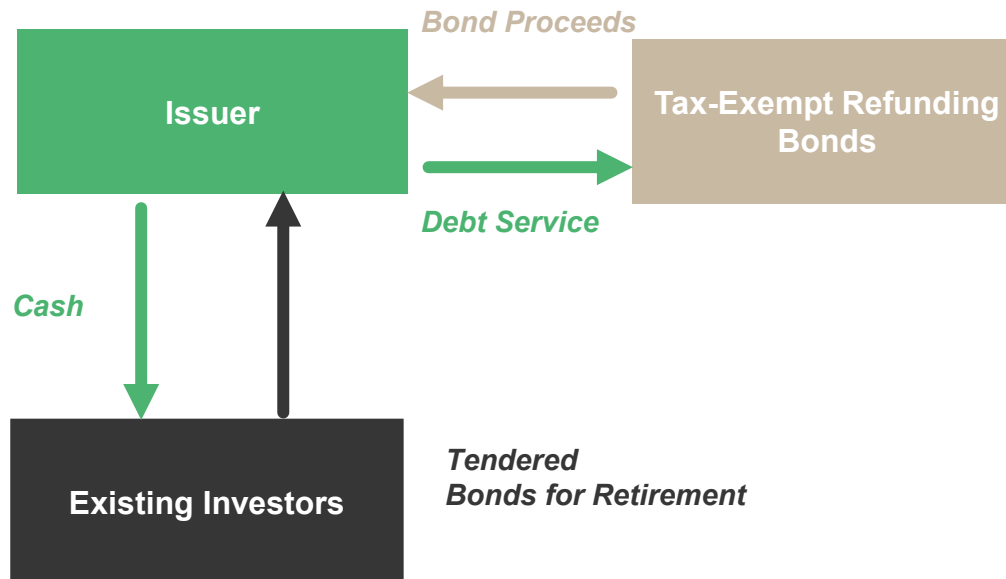 Bond Proceeds
Issuer
Tax-Exempt Refunding
Bonds
Debt Service
Cash
Tendered
Bonds for Retirement
Existing Investors